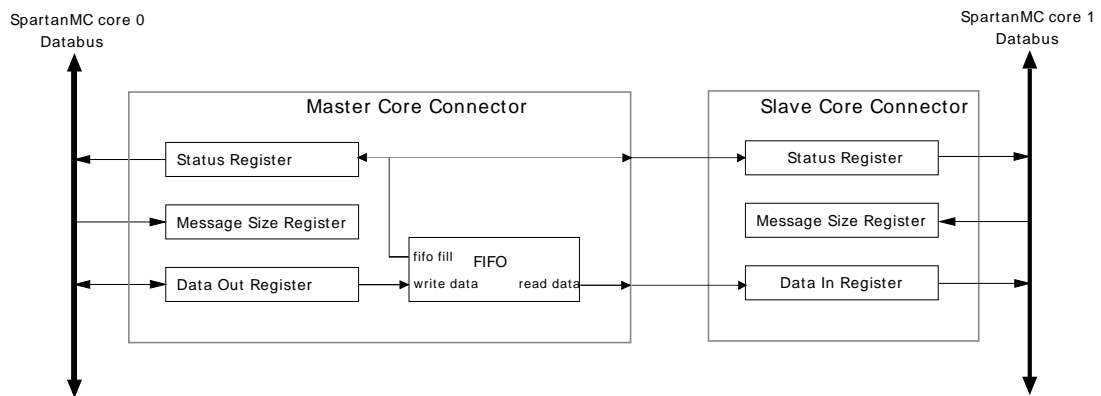 SpartanMC core 0
Databus
SpartanMC core 1
Databus
Master Core Connector
Slave Core Connector
Status Register
Status Register
Message Size Register
Message Size Register
fifo fill
FIFO
Data Out Register
write data
read data
Data In Register